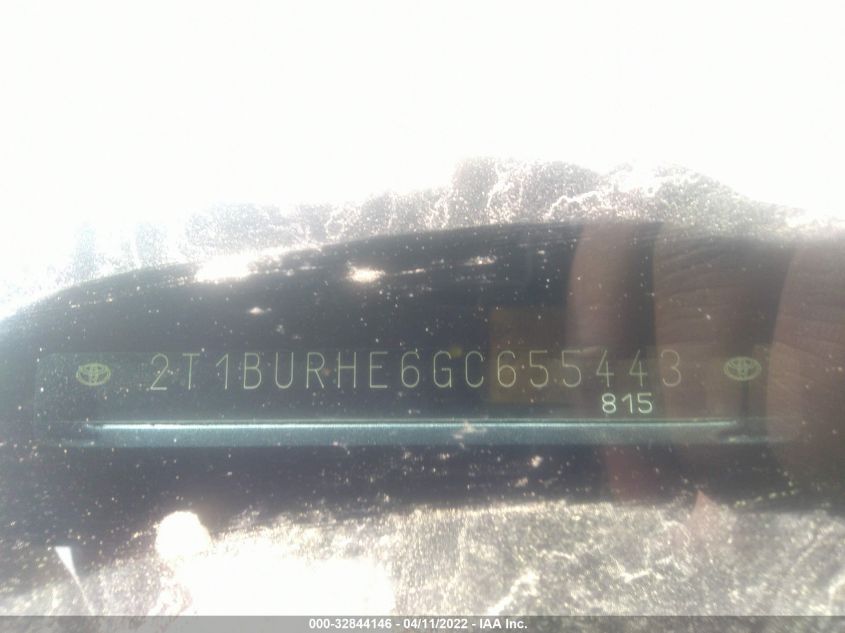 2T1BURHE6GC655443
815
000-32844146 - 04/11/2022 - IAA Inc.